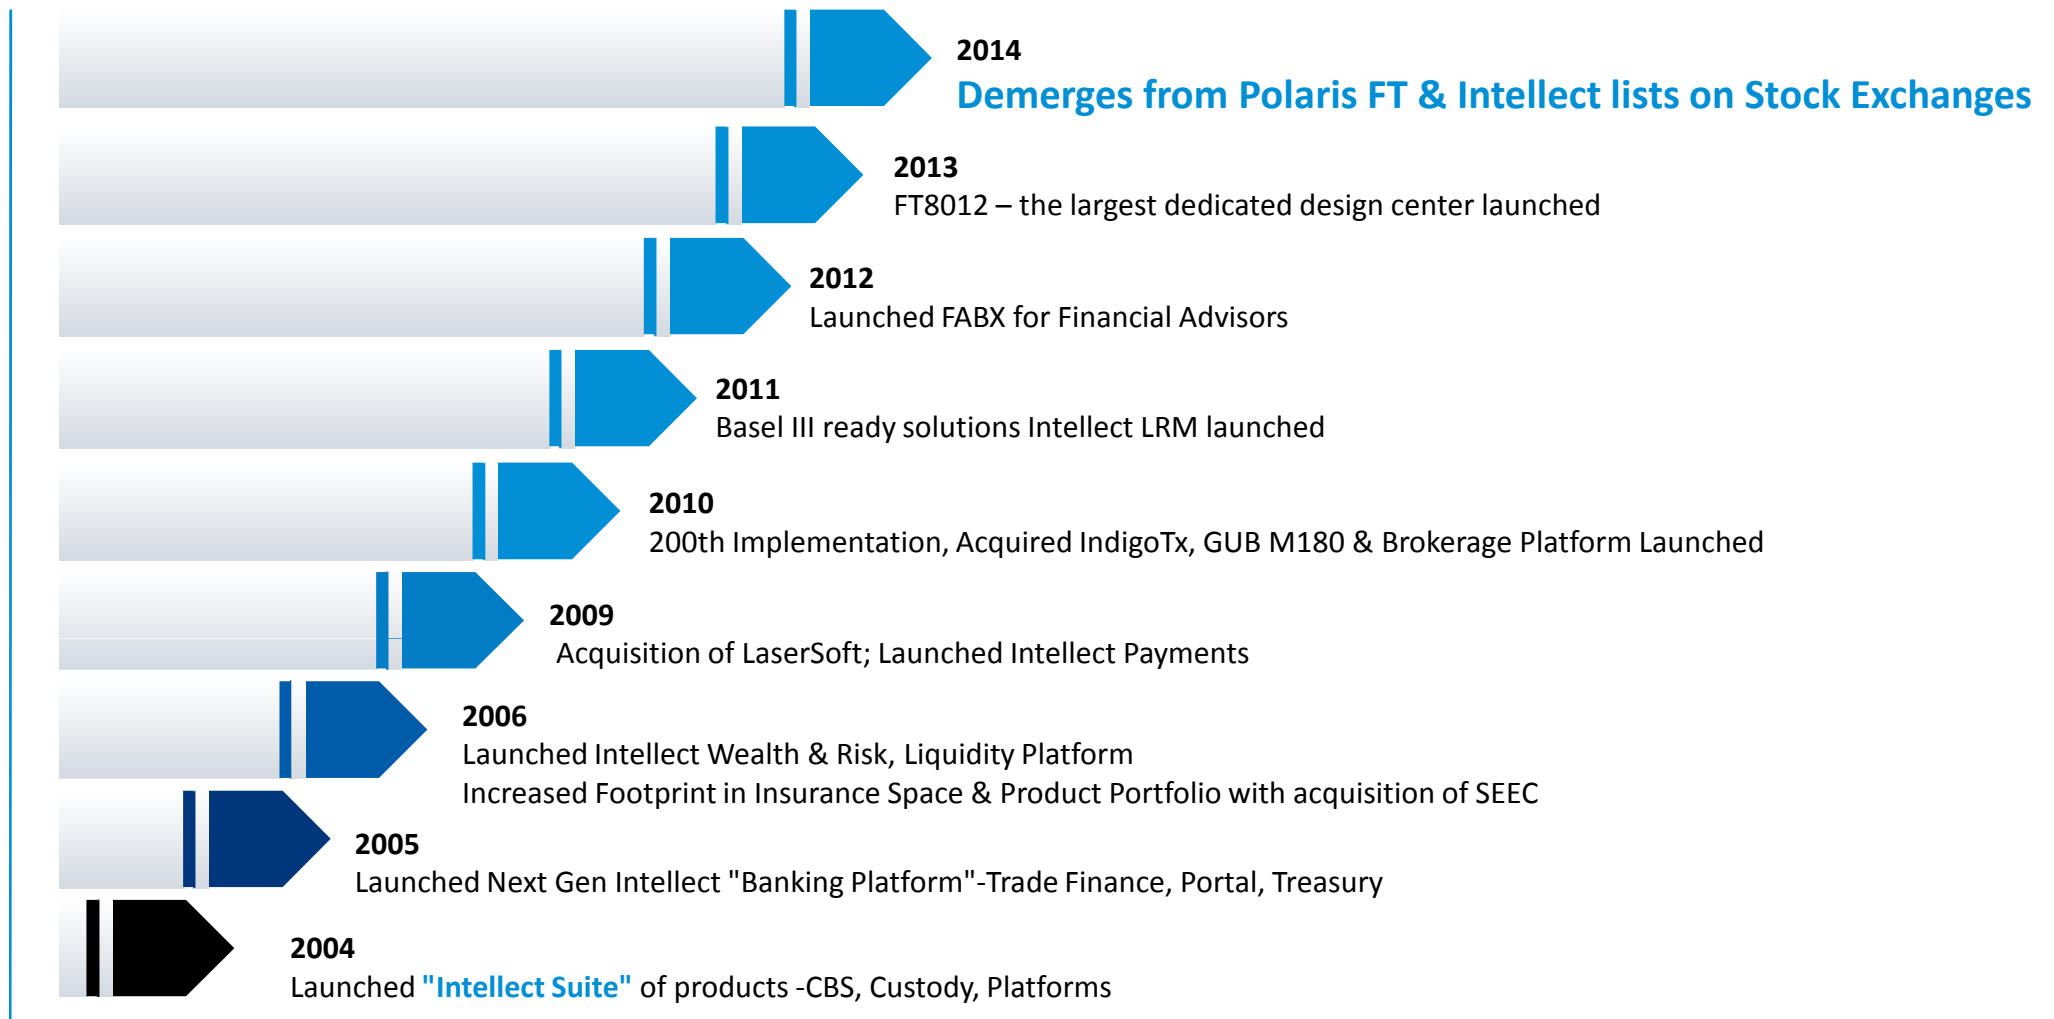 2014
Demerges from Polaris FT & Intellect lists on Stock Exchanges
2013
FT8012 – the largest dedicated design center launched
2012
Launched FABX for Financial Advisors
2011
Basel III ready solutions Intellect LRM launched
2010
200th Implementation, Acquired IndigoTx, GUB M180 & Brokerage Platform Launched
2009
Acquisition of LaserSoft; Launched Intellect Payments
2006
Launched Intellect Wealth & Risk, Liquidity Platform
Increased Footprint in Insurance Space & Product Portfolio with acquisition of SEEC
2005
Launched Next Gen Intellect "Banking Platform"-Trade Finance, Portal, Treasury
2004
Launched "Intellect Suite" of products -CBS, Custody, Platforms